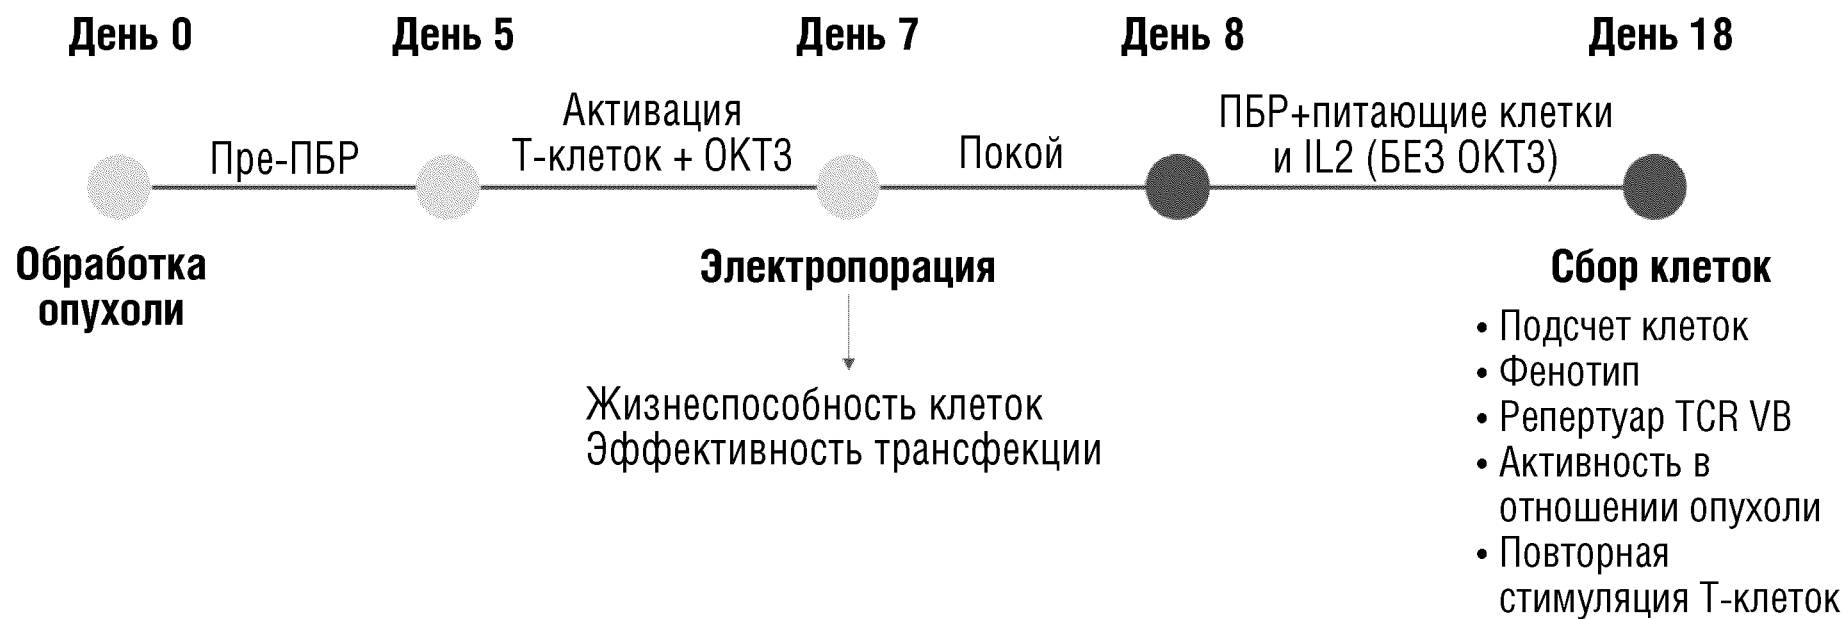 День 0
День 5
День 7
День 8
День 18
Пре-ПБР
Активация
Т-клеток + ОКТ3
Покой
ПБР+питающие клетки
и IL2 (БЕЗ ОКТ3)
Обработка
опухоли
Электропорация
Жизнеспособность клеток
Эффективность трансфекции
Сбор клеток
• Подсчет клеток
• Фенотип
• Репертуар TCR VB
• Активность в
отношении опухоли
• Повторная
стимуляция Т-клеток